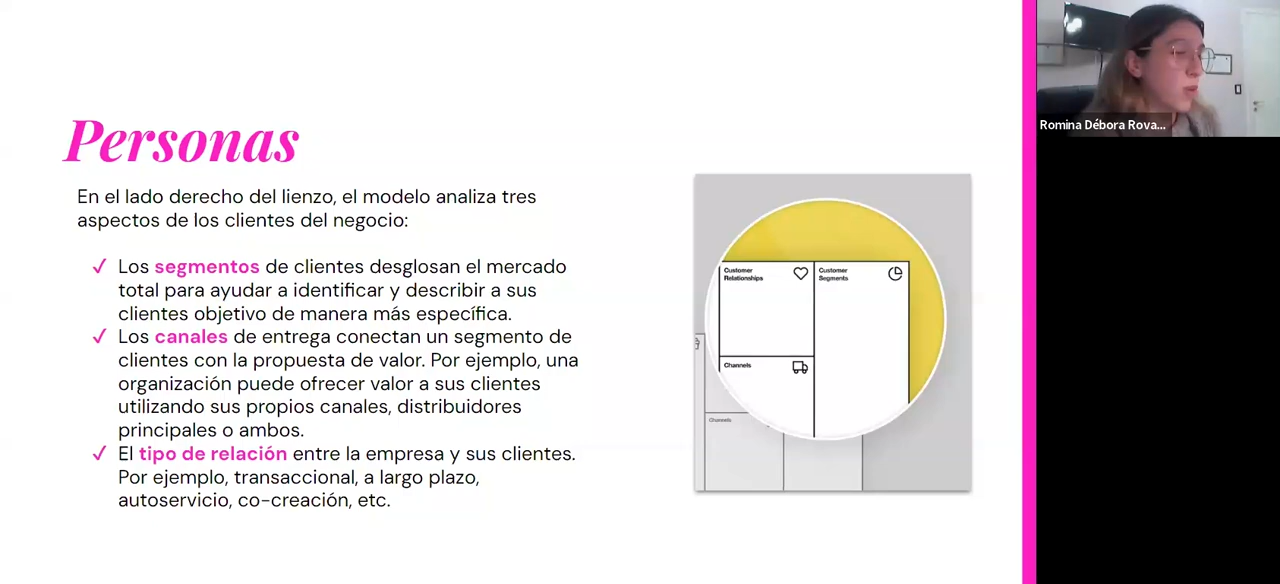 Personas
En el lado derecho del lienzo, el modelo analiza tres
aspectos de los clientes del negocio:
✓ Los segmentos de clientes desglosan el mercado
total para ayudar a identificar y describir a sus
clientes objetivo de manera más específica.
✓ Los canales de entrega conectan un segmento de
clientes con la propuesta de valor. Por ejemplo, una
organización puede ofrecer valor a sus clientes
utilizando sus propios canales, distribuidores
principales o ambos.
✓ El tipo de relación entre la empresa y sus clientes.
Por ejemplo, transaccional, a largo plazo,
autoservicio, co-creación, etc.
Customer
Relationships
Customer
Segments
Channels
Channels
Romina Débora Rova...